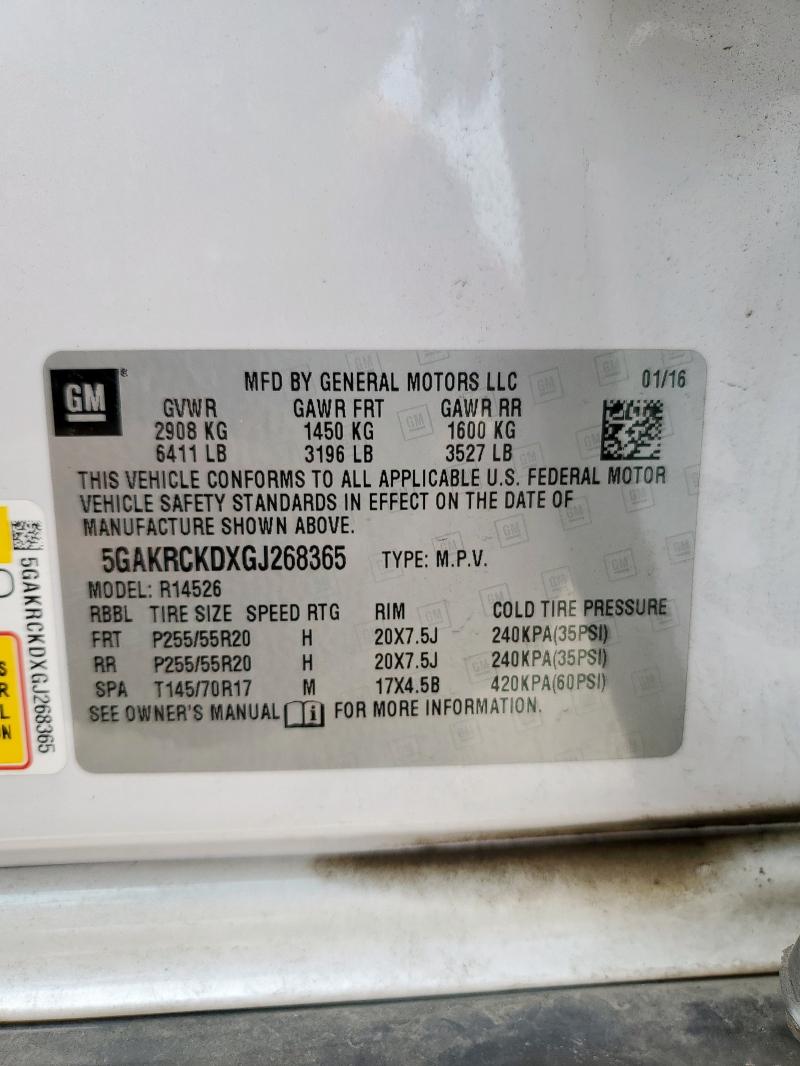 GM
®
MFD BY GENERAL MOTORS LLC 01/16
GVWR GAWR FRT GAWR RR
2908 KG 1450 KG 1600 KG
6411 LB 3196 LB 3527 LB
THIS VEHICLE CONFORMS TO ALL APPLICABLE U.S. FEDERAL MOTOR
VEHICLE SAFETY STANDARDS IN EFFECT ON THE DATE OF
MANUFACTURE SHOWN ABOVE.
5GAKRCKDXGJ268365 TYPE: M.P.V.
MODEL: R14526
RBBL TIRE SIZE SPEED RTG RIM COLD TIRE PRESSURE
FRT P255/55R20 H 20X7.5J 240KPA(35PSI)
RR P255/55R20 H 20X7.5J 240KPA(35PSI)
SPA T145/70R17 M 17X4.5B 420KPA(60PSI)
SEE OWNER'S MANUAL i FOR MORE INFORMATION.
5GAKRCKDXGJ268365